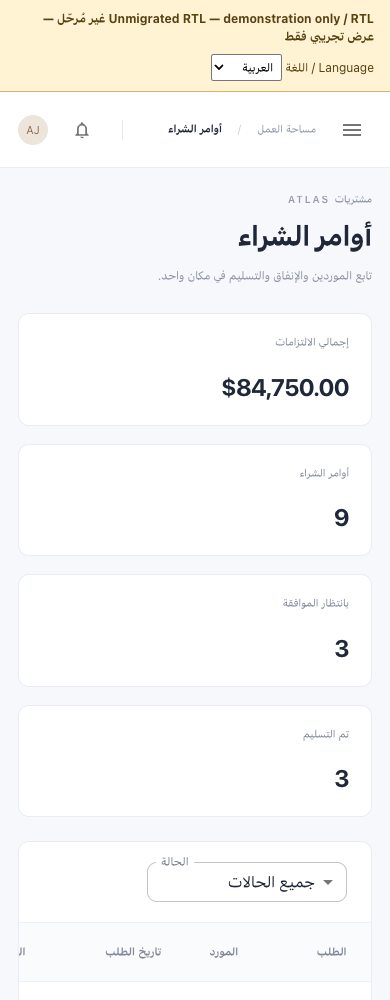 Unmigrated RTL — demonstration only / RTL غير مُرحّل —
عرض تجريبي فقط
Language / اللغة العربية
مساحة العمل / أوامر الشراء AJ
مشتريات ATLAS
أوامر الشراء
تابع الموردين والإنفاق والتسليم في مكان واحد.
إجمالي الالتزامات
$84,750.00
أوامر الشراء
9
بانتظار الموافقة
3
تم التسليم
3
الحالة
جميع الحالات
الطلب المورد تاريخ الطلب